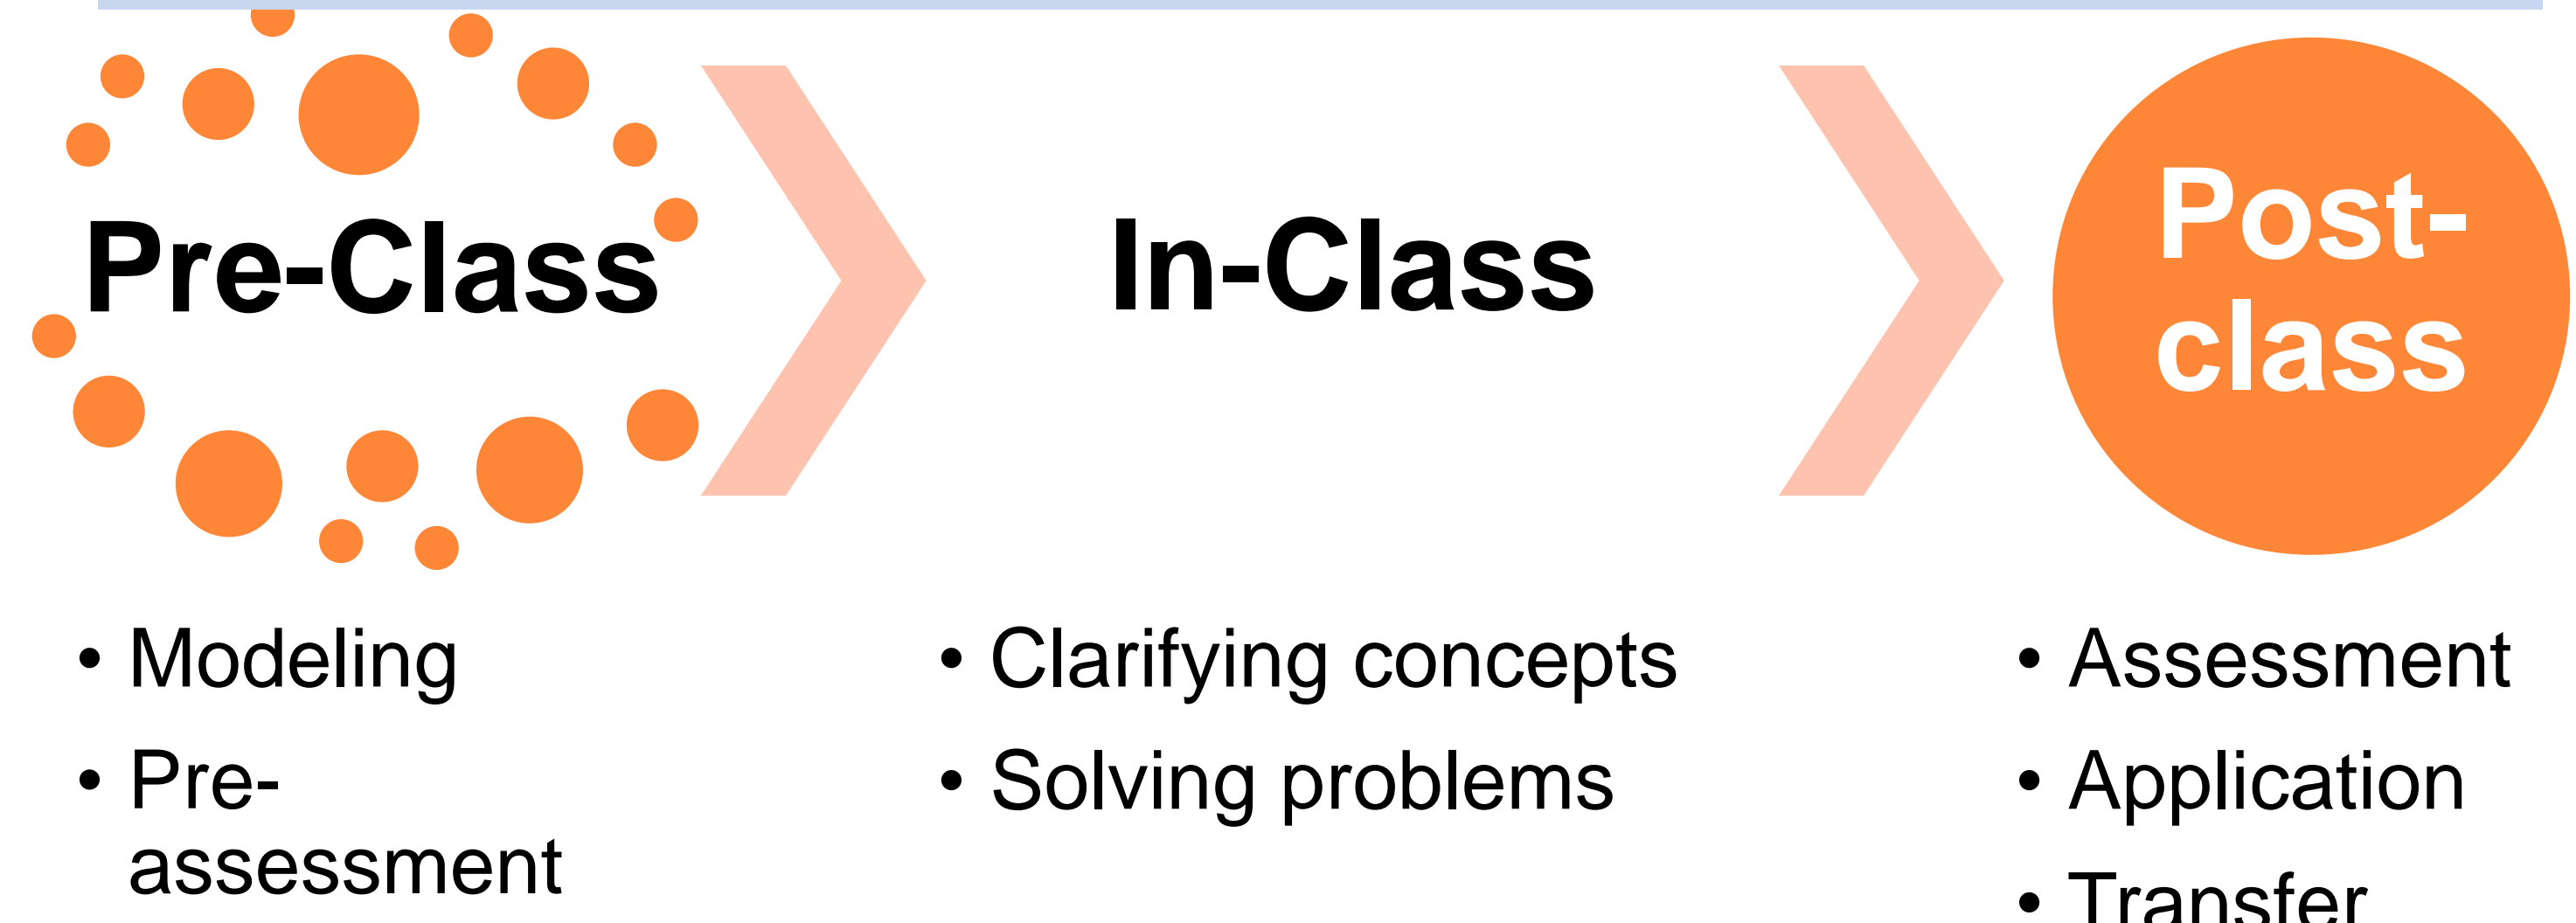 Pre-Class
In-Class
Post-
class
• Modeling
• Pre-
assessment
• Clarifying concepts
• Solving problems
• Assessment
• Application
• Transfer